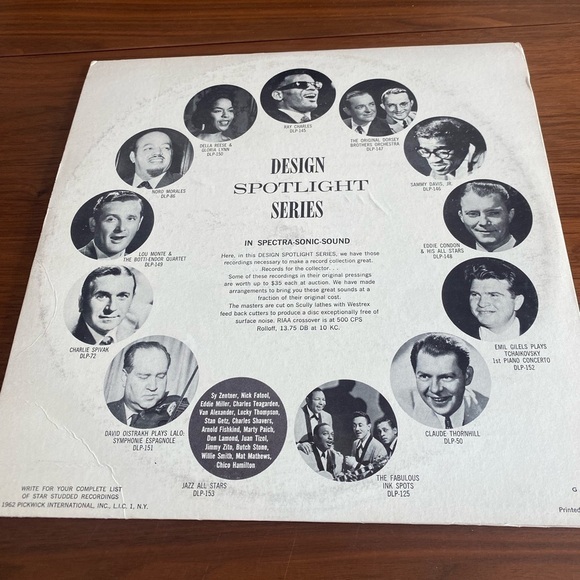 RAY CHARLES
DLP-145
DELLA REESE &
GLORIA LYNN
DLP-150
THE ORIGINAL DORSEY
BROTHERS ORCHESTRA
DLP-147
NORO MORALES
DLP-86
SAMMY DAVIS, JR.
DLP-146
LOU MONTE &
THE BOTTI-ENDOR QUARTET
DLP-149
EDDIE CONDON
& HIS ALL STARS
DLP-148
CHARLIE SPIVAK
DLP-72
EMIL GILELS PLAYS
TCHAIKOVSKY
1st PIANO CONCERTO
DLP-152
DAVID OISTRAKH PLAYS LALO:
SYMPHONIE ESPAGNOLE
DLP-151
CLAUDE THORNHILL
DLP-50
DESIGN
SPOTLIGHT
SERIES
IN SPECTRA-SONIC-SOUND
Here, in this DESIGN SPOTLIGHT SERIES, we have those
recordings necessary to make a record collection great.
Records for the collector. . .
Some of these recordings in their original pressings
are worth up to $35 each at auction. We have made
arrangements to bring you these great sounds at a
fraction of their original cost.
The masters are cut on Scully lathes with Westrex
feed back cutters to produce a disc exceptionally free of
surface noise. RIAA crossover is at 500 CPS
Rolloff, 13.75 DB at 10 KC.
Sy Zentner, Nick Fatool,
Eddie Miller, Charles Teagarden,
Van Alexander, Lucky Thompson,
Stan Getz, Charles Shavers,
Arnold Fishkind, Marty Paich,
Don Lamond, Juan Tizol,
Jimmy Zito, Butch Stone,
Willie Smith, Mat Mathews,
Chico Hamilton
JAZZ ALL STARS
DLP-153
THE FABULOUS
INK SPOTS
DLP-125
WRITE FOR YOUR COMPLETE LIST
OF STAR STUDDED RECORDINGS
1962 PICKWICK INTERNATIONAL, INC., L.I.C. 1, N.Y.
G
Printed